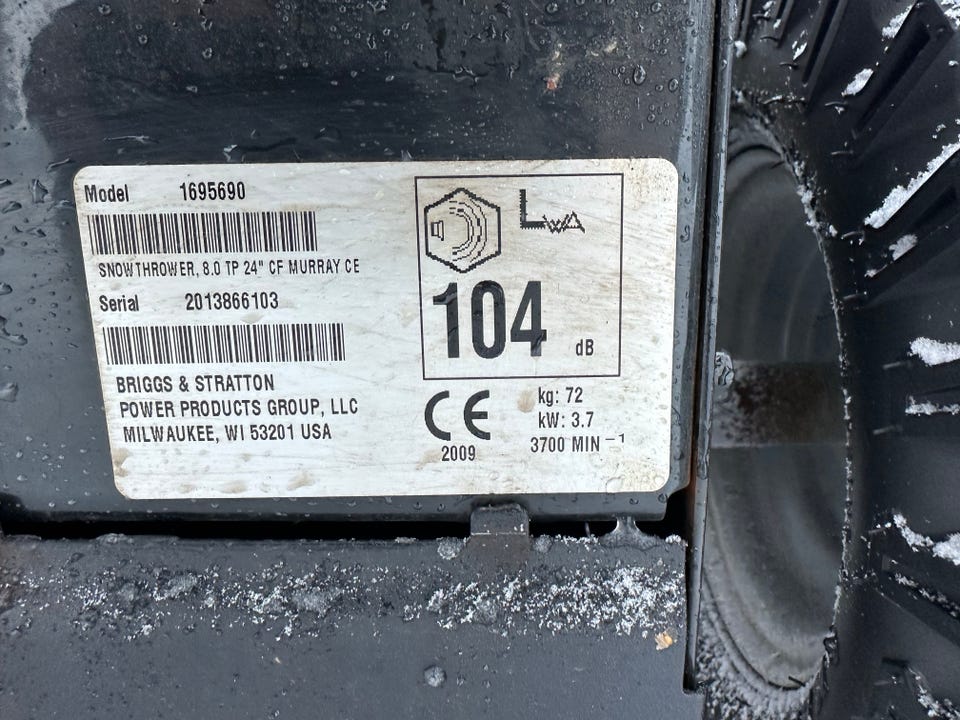 Model 1695690
SNOWTHROWER, 8.0 TP 24" CF MURRAY CE
Serial 2013866103
BRIGGS & STRATTON
POWER PRODUCTS GROUP, LLC
MILWAUKEE, WI 53201 USA
LWA
104 dB
CE
2009
kg: 72
kW: 3.7
3700 MIN⁻¹